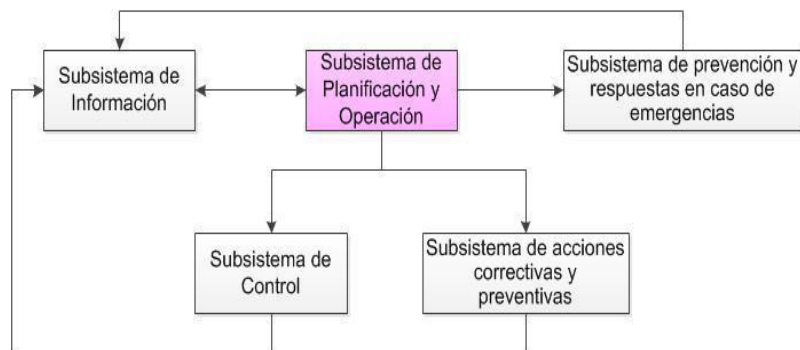 Subsistema de
Información
Subsistema de
Planificación y
Operación
Subsistema de prevención y
respuestas en caso de
emergencias
Subsistema de
Control
Subsistema de acciones
correctivas y
preventivas